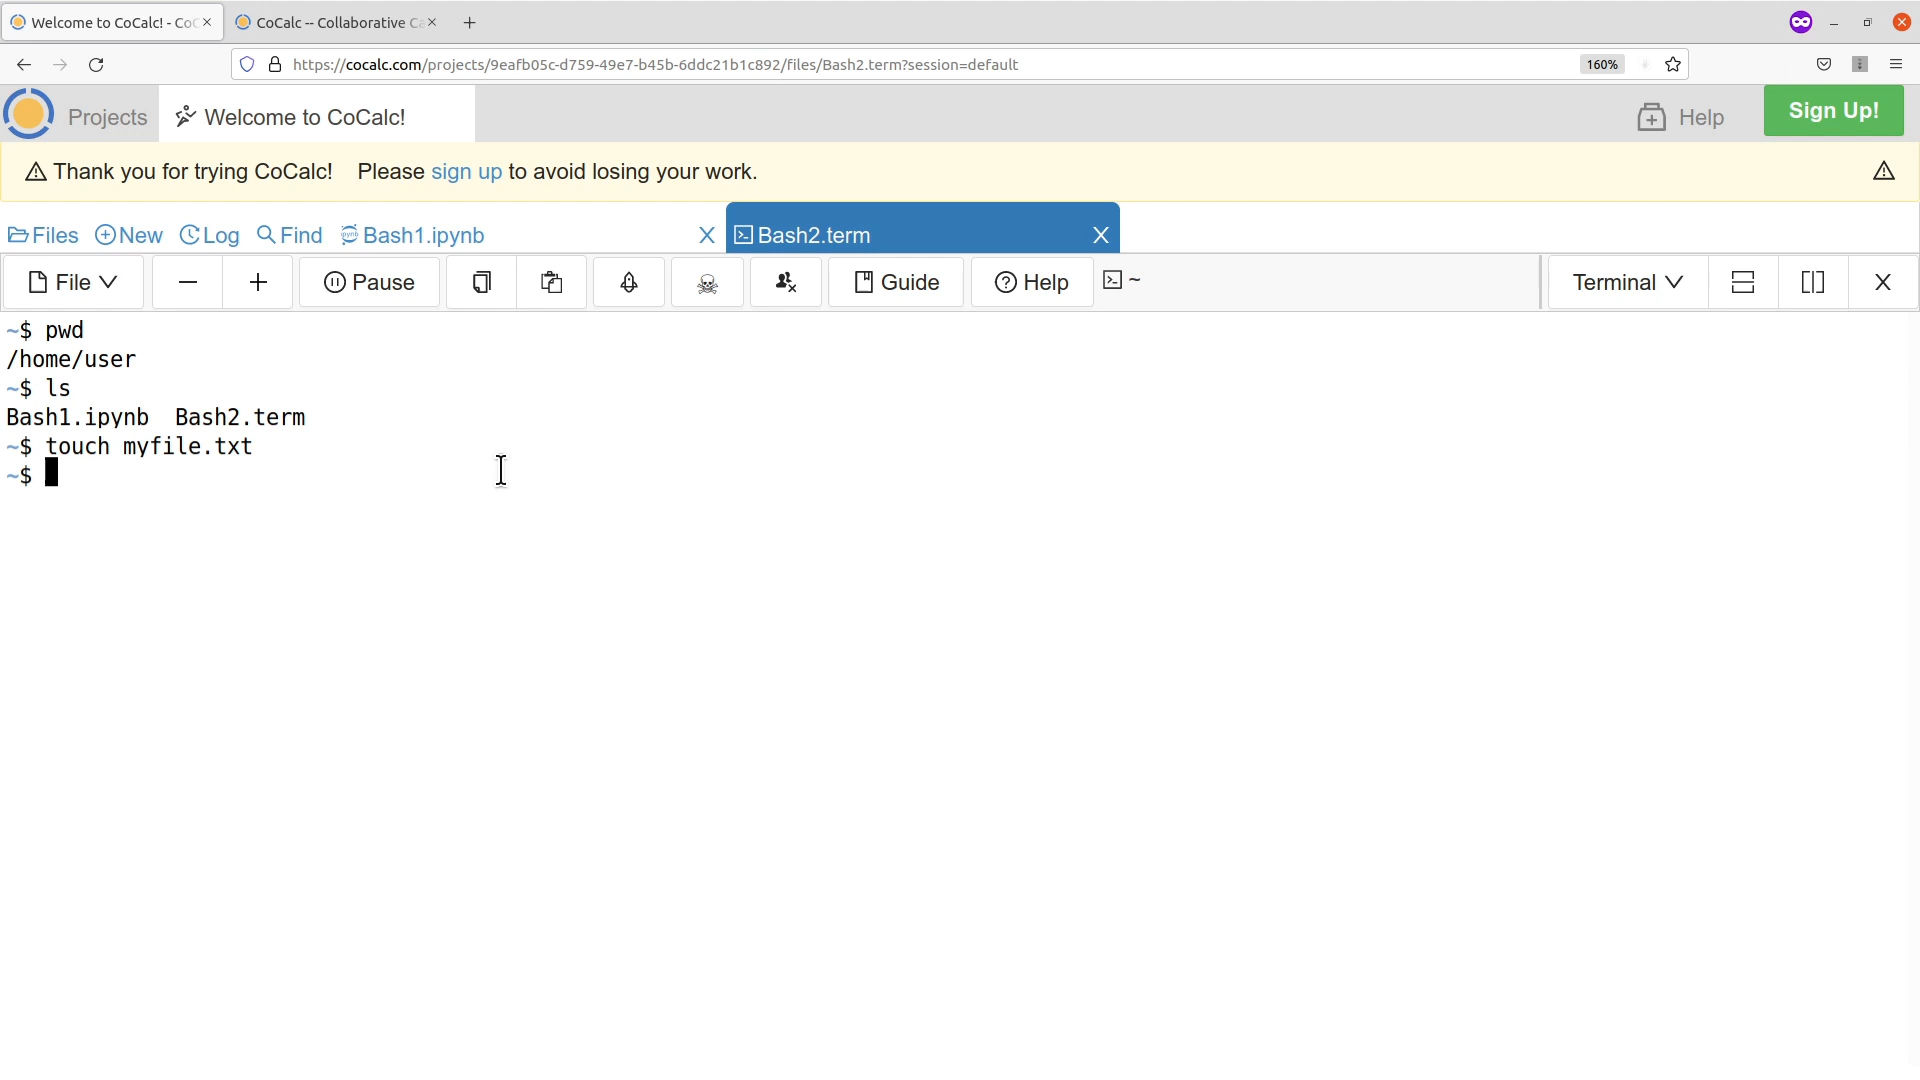 Welcome to CoCalc! - CoC
CoCalc -- Collaborative Ca
https://cocalc.com/projects/9eafb05c-d759-49e7-b45b-6ddc21b1c892/files/Bash2.term?session=default
160%
Projects
Welcome to CoCalc!
Help
Sign Up!
Thank you for trying CoCalc! Please sign up to avoid losing your work.
Files
New
Log
Find
Bash1.ipynb
X
Bash2.term
X
File
Pause
Guide
Help
~
Terminal
X
~$ pwd
/home/user
~$ ls
Bash1.ipynb Bash2.term
~$ touch myfile.txt
~$